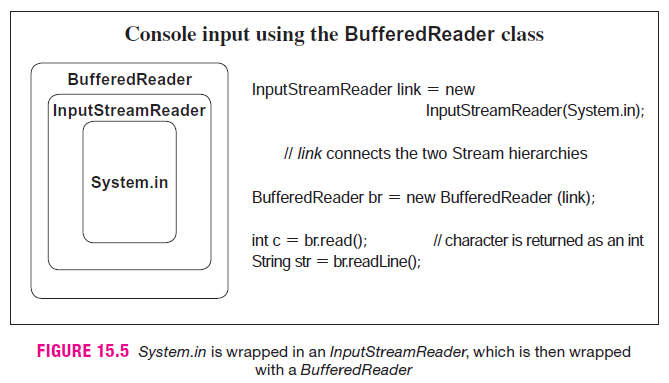 Console input using the BufferedReader class
BufferedReader
InputStreamReader
System.in
InputStreamReader link = new
InputStreamReader(System.in);
// link connects the two Stream hierarchies
BufferedReader br = new BufferedReader (link);
int c = br.read(); // character is returned as an int
String str = br.readLine();
FIGURE 15.5 System.in is wrapped in an InputStreamReader, which is then wrapped
with a BufferedReader